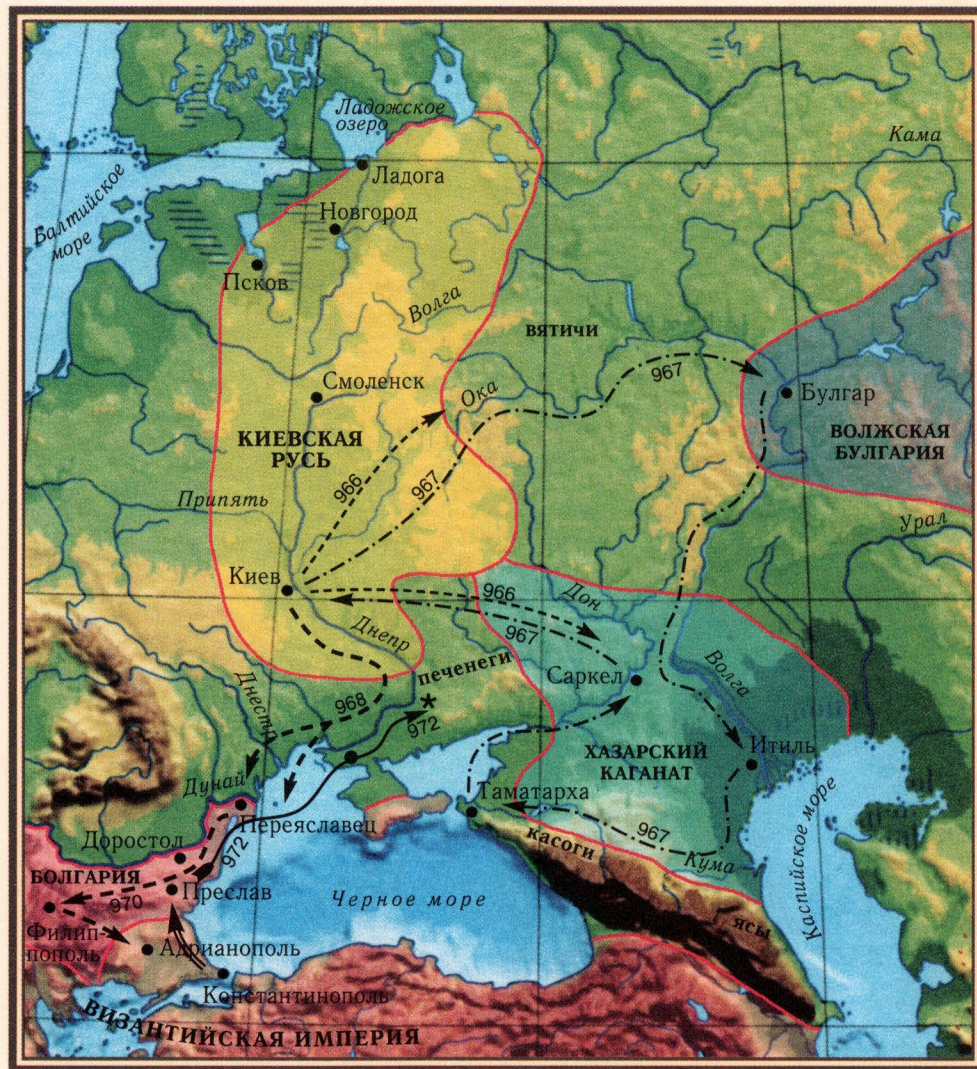 Ладожское
озеро
Кама
Ладога
Балтийское
море
Новгород
Псков
Волга
ВЯТИЧИ
967
Смоленск
Ока
Булгар
КИЕВСКАЯ
РУСЬ
ВОЛЖСКАЯ
БУЛГАРИЯ
966
967
Припять
Урал
Киев
966
Дон
967
Днепр
печенеги
Саркел
Волга
Днестр
968
972
ХАЗАРСКИЙ
КАГАНАТ
Итиль
Дунай
Таматарха
Переяславец
967
Каспийское море
Доростол
972
касоги
Кума
БОЛГАРИЯ
Преслав
970
Черное море
ясы
Филип-
пополь
Адрианополь
Константинополь
ВИЗАНТИЙСКАЯ ИМПЕРИЯ